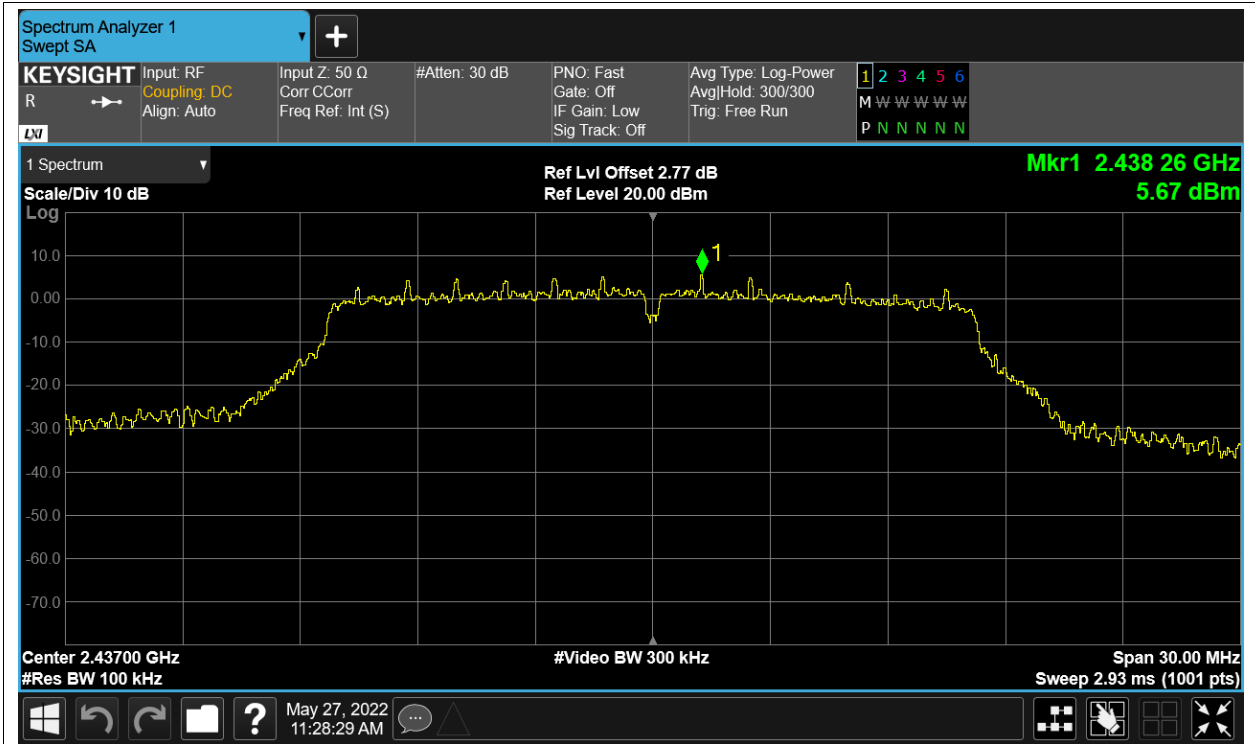 Spectrum Analyzer 1
Swept SA
+
KEYSIGHT
R
LXI
Input: RF
Coupling: DC
Align: Auto
Input Z: 50 Ω
Corr CCorr
Freq Ref: Int (S)
#Atten: 30 dB
PNO: Fast
Gate: Off
IF Gain: Low
Sig Track: Off
Avg Type: Log-Power
Avg|Hold: 300/300
Trig: Free Run
1 2 3 4 5 6
M W W W W W
P N N N N N
1 Spectrum
Scale/Div 10 dB
Ref Lvl Offset 2.77 dB
Ref Level 20.00 dBm
Mkr1 2.438 26 GHz
5.67 dBm
Log
1
10.0
0.00
-10.0
-20.0
-30.0
-40.0
-50.0
-60.0
-70.0
Center 2.43700 GHz
#Video BW 300 kHz
Span 30.00 MHz
#Res BW 100 kHz
Sweep 2.93 ms (1001 pts)
?
May 27, 2022
11:28:29 AM